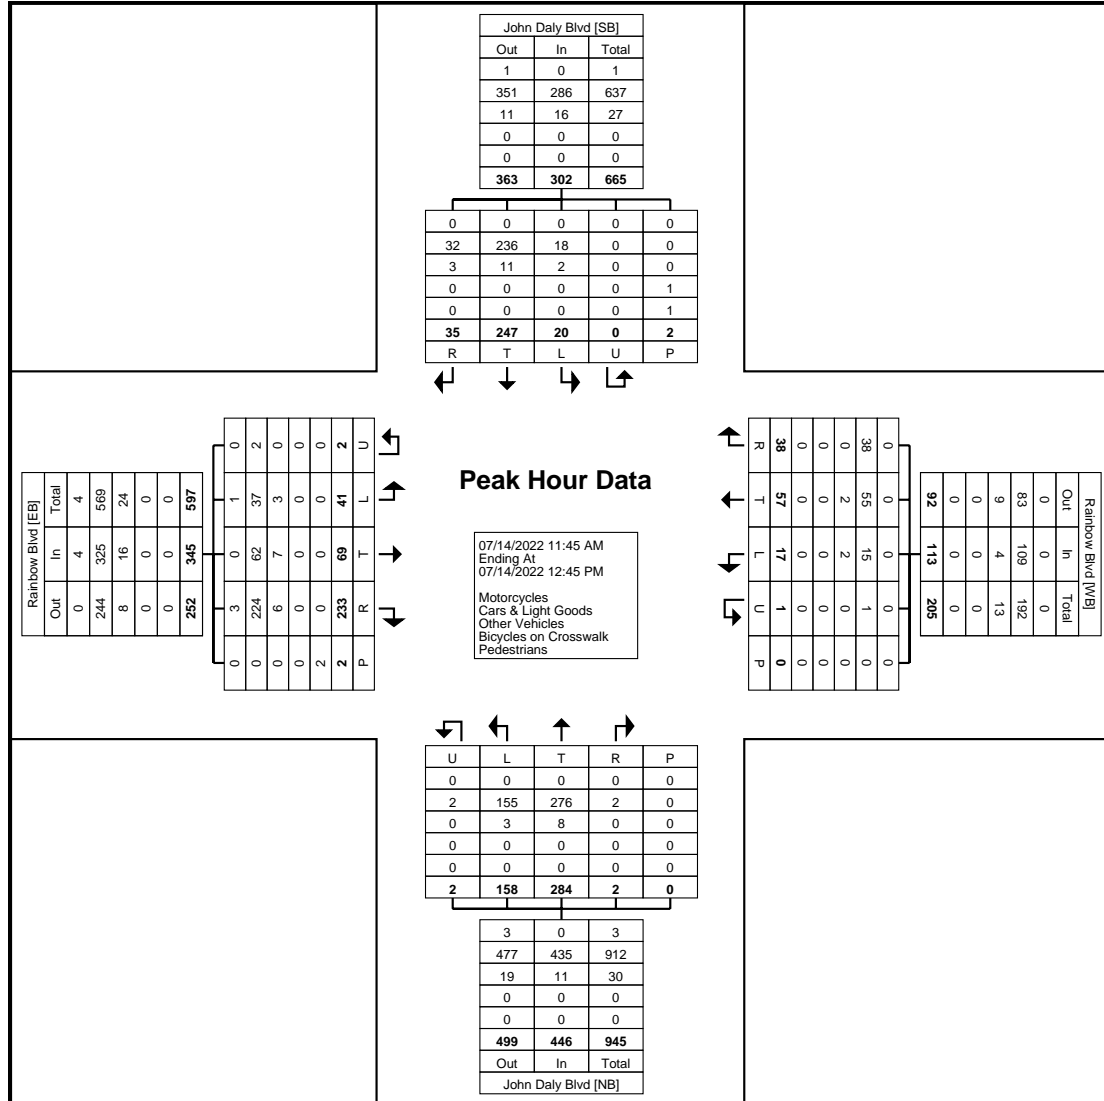 John Daly Blvd [SB]
Out In Total
1 0 1
351 286 637
11 16 27
0 0 0
0 0 0
363 302 665
0 0 0 0 0
32 236 18 0 0
3 11 2 0 0
0 0 0 0 1
0 0 0 0 1
35 247 20 0 2
R T L U P
Rainbow Blvd [EB]
Total In Out
4 4 0
569 325 244
24 16 8
0 0 0
0 0 0
597 345 252
0 1 0 3 0
2 37 62 224 0
0 3 7 6 0
0 0 0 0 0
0 0 0 0 2
2 41 69 233 2
U L T R P
Peak Hour Data
07/14/2022 11:45 AM
Ending At
07/14/2022 12:45 PM
Motorcycles
Cars & Light Goods
Other Vehicles
Bicycles on Crosswalk
Pedestrians
Rainbow Blvd [WB]
Out In Total
0 0 0
83 109 192
9 4 13
0 0 0
0 0 0
92 113 205
0 0 0 0 0
38 55 15 1 0
0 2 2 0 0
0 0 0 0 0
0 0 0 0 0
38 57 17 1 0
R T L U P
U L T R P
0 0 0 0 0
2 155 276 2 0
0 3 8 0 0
0 0 0 0 0
0 0 0 0 0
2 158 284 2 0
3 0 3
477 435 912
19 11 30
0 0 0
0 0 0
499 446 945
Out In Total
John Daly Blvd [NB]